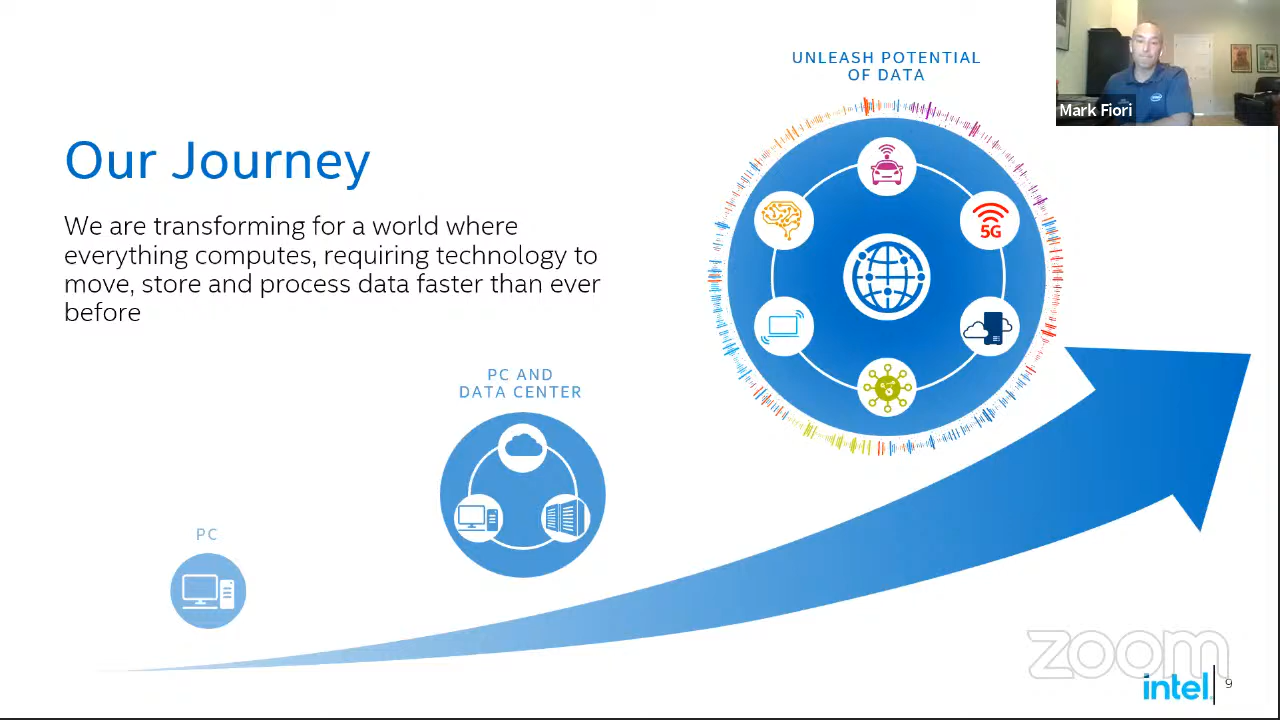 UNLEASH POTENTIAL
OF DATA
Mark Fiori
Our Journey
We are transforming for a world where
everything computes, requiring technology to
move, store and process data faster than ever
before
5G
PC AND
DATA CENTER
PC
zoom
intel.
9